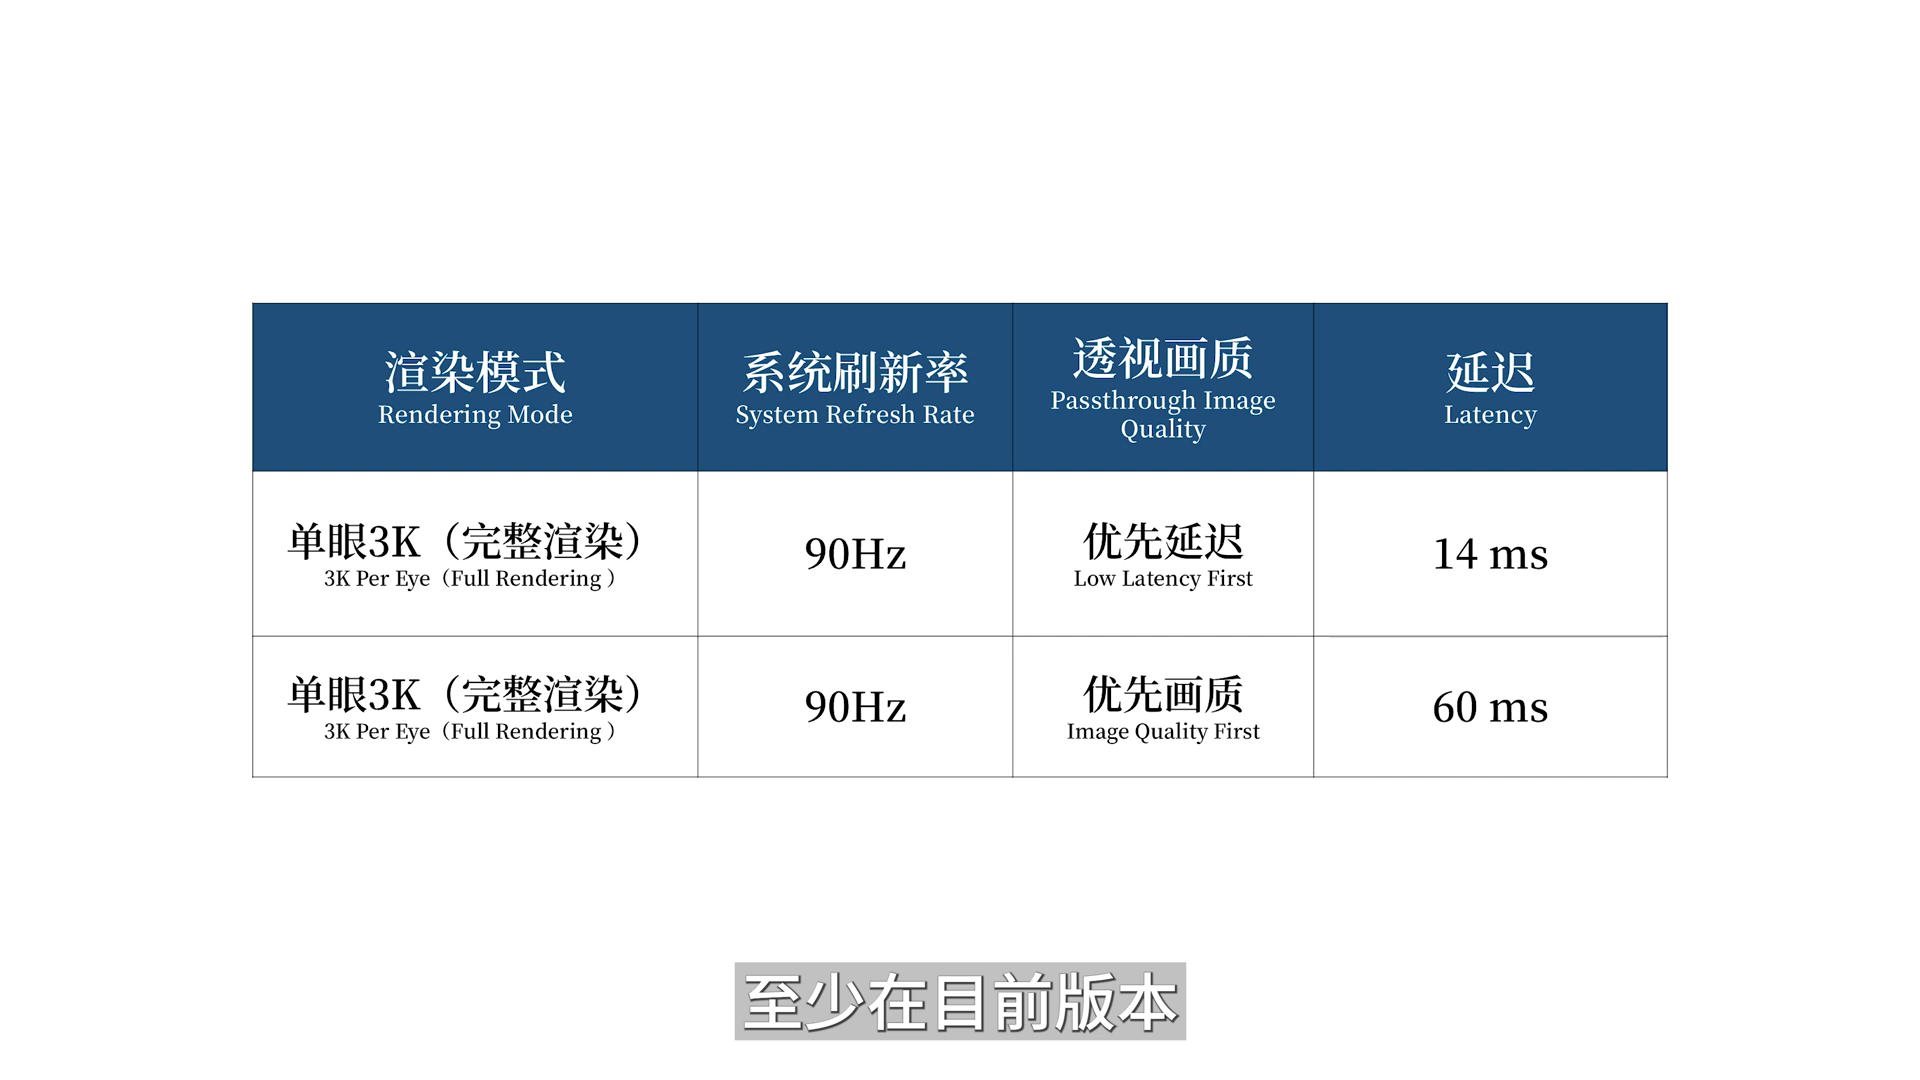 渲染模式
Rendering Mode
系统刷新率
System Refresh Rate
透视画质
Passthrough Image
Quality
延迟
Latency
单眼3K（完整渲染）
3K Per Eye（Full Rendering ）
90Hz
优先延迟
Low Latency First
14 ms
单眼3K（完整渲染）
3K Per Eye（Full Rendering ）
90Hz
优先画质
Image Quality First
60 ms
至少在目前版本